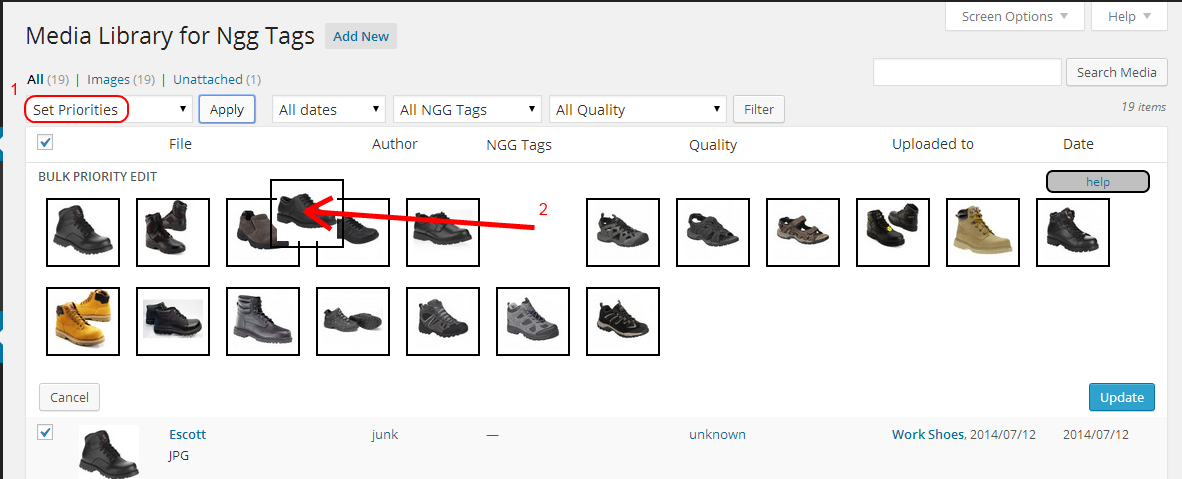 Screen Options Help
Media Library for Ngg Tags Add New
All (19) | Images (19) | Unattached (1)
Search Media
1
Set Priorities Apply All dates All NGG Tags All Quality Filter 19 items
File Author NGG Tags Quality Uploaded to Date
BULK PRIORITY EDIT help
2
Cancel Update
Escott junk — unknown Work Shoes, 2014/07/12 2014/07/12
JPG